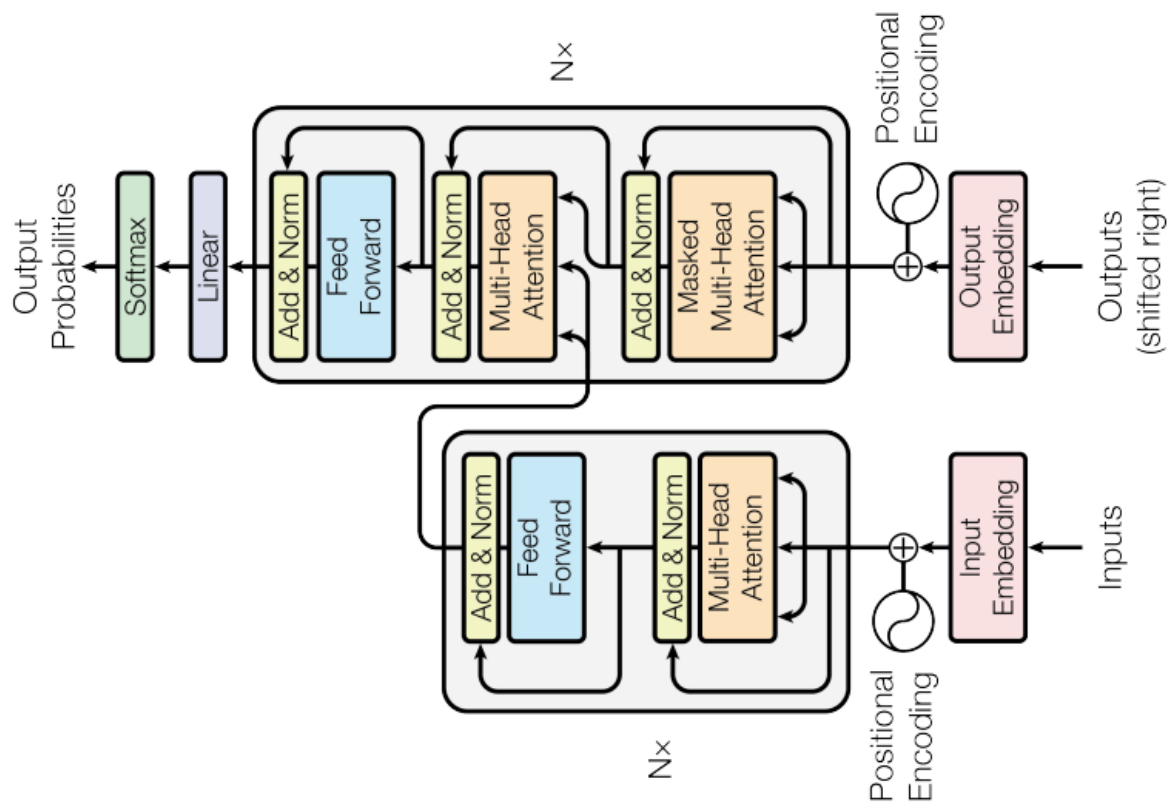 Output
Probabilities
Softmax
Linear
Add & Norm
Feed
Forward
Add & Norm
Multi-Head
Attention
Add & Norm
Masked
Multi-Head
Attention
N×
Positional
Encoding
Output
Embedding
Outputs
(shifted right)
Add & Norm
Feed
Forward
Add & Norm
Multi-Head
Attention
N×
Positional
Encoding
Input
Embedding
Inputs